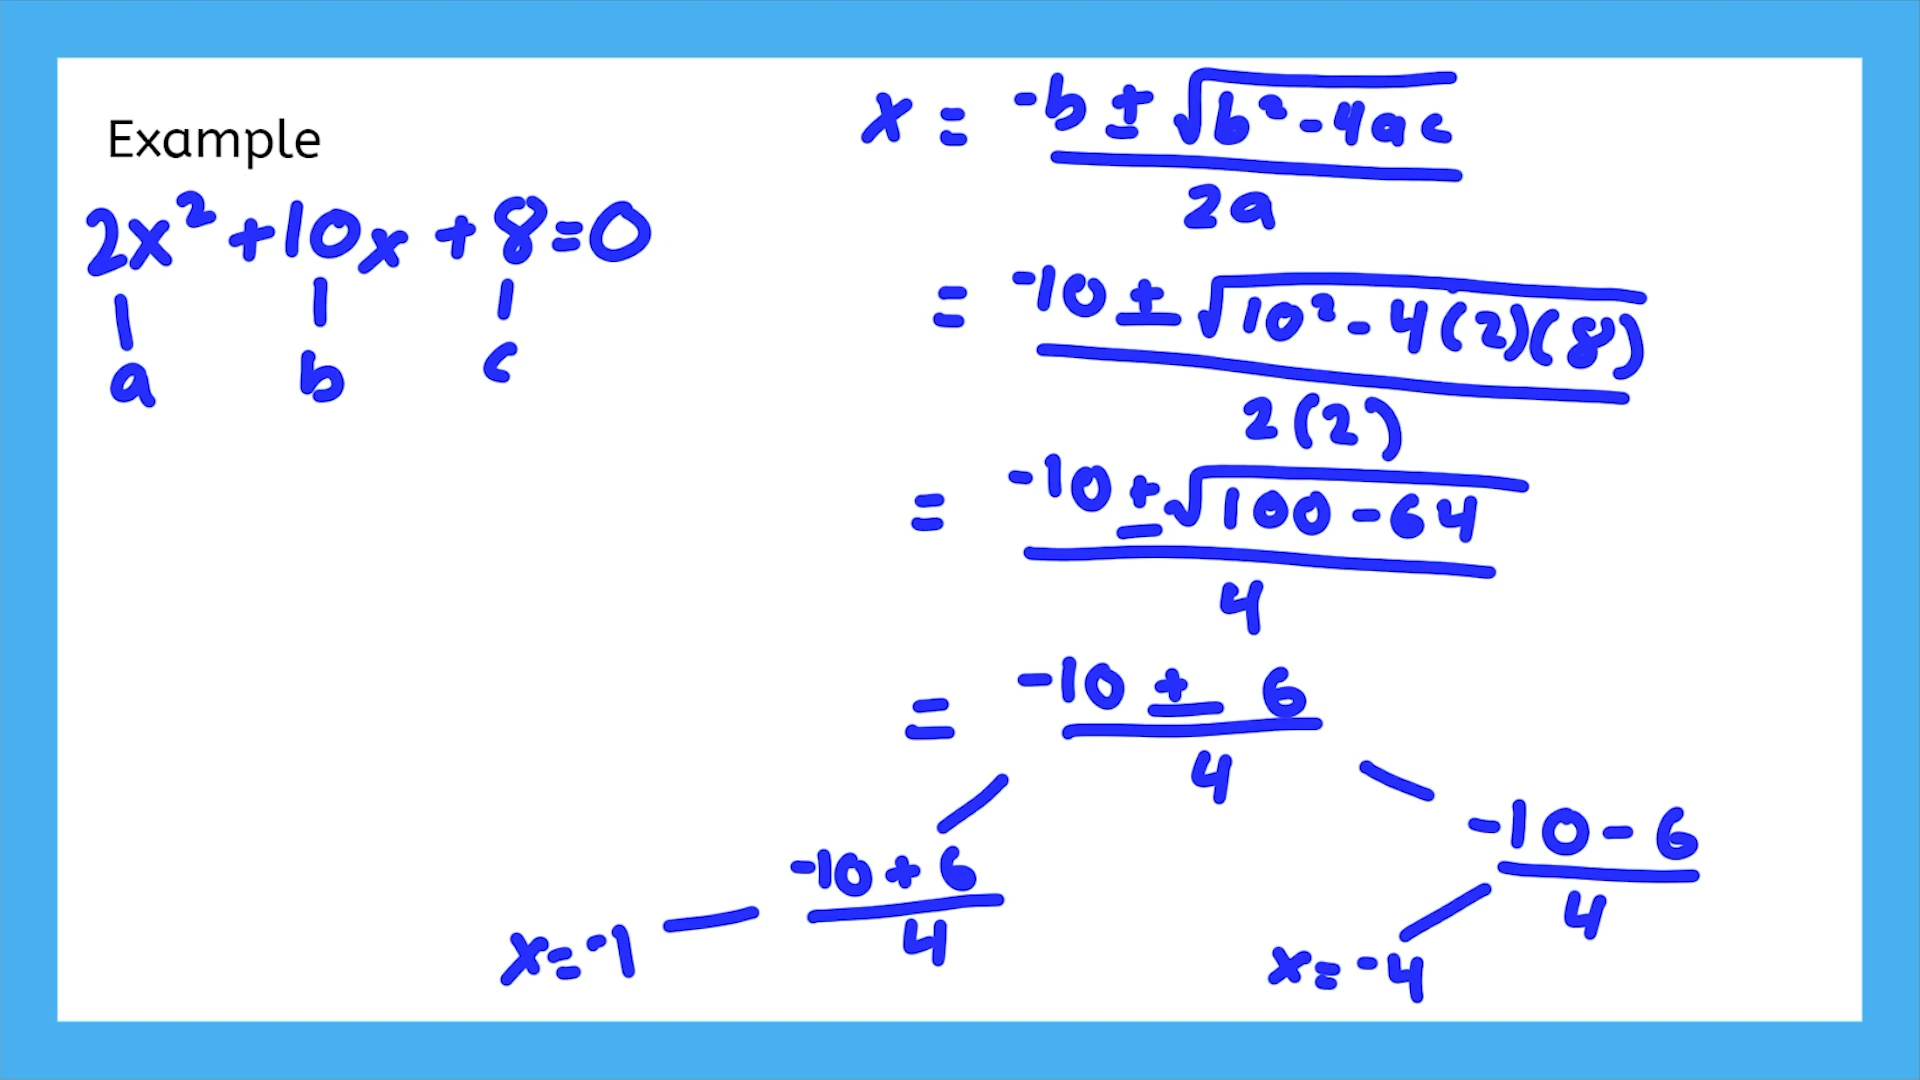 Example
2x² + 10x + 8 = 0
a b c
x = -b ± √(b² - 4ac)
2a
= -10 ± √(10² - 4(2)(8))
2(2)
= -10 ± √(100 - 64)
4
= -10 ± 6
4
-10 + 6
4
x = -1
-10 - 6
4
x = -4